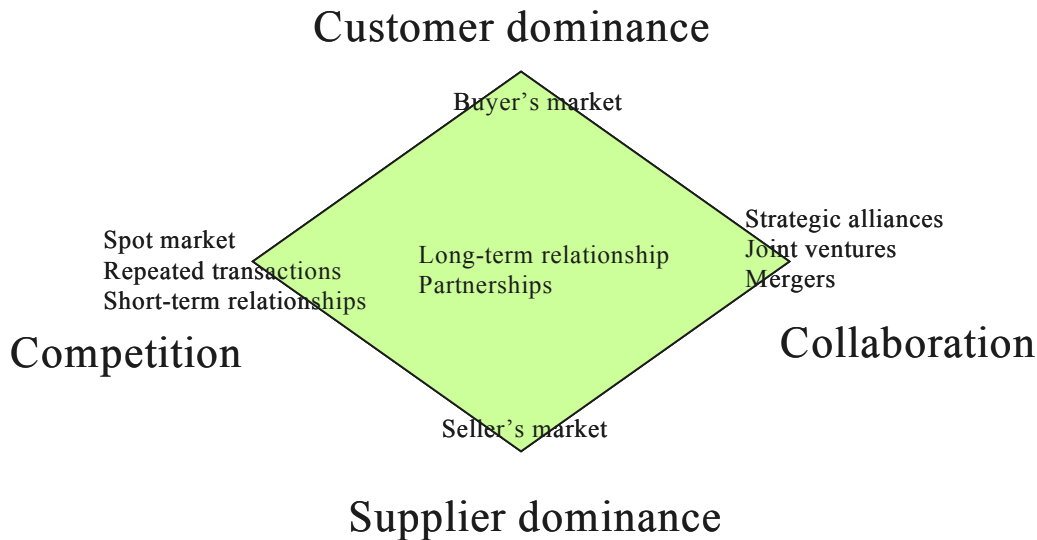 Customer dominance
Buyer’s market
Spot market
Repeated transactions
Short-term relationships
Long-term relationship
Partnerships
Strategic alliances
Joint ventures
Mergers
Competition
Collaboration
Seller’s market
Supplier dominance